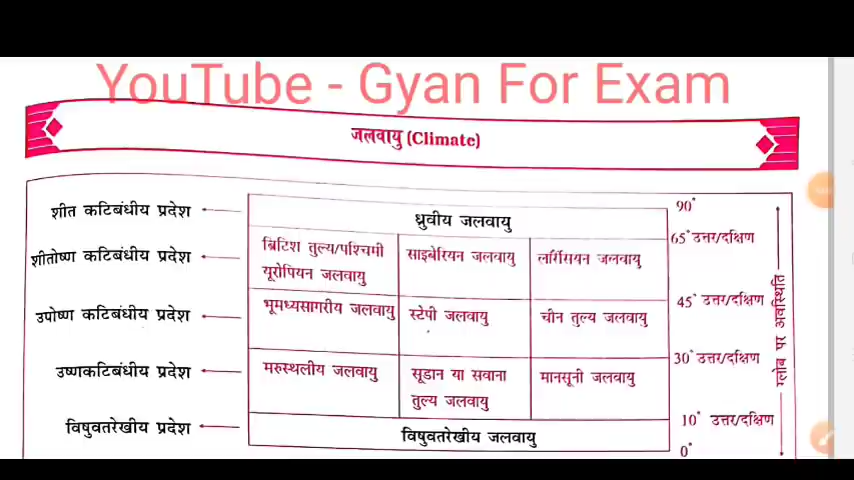 YouTube - Gyan For Exam
जलवायु (Climate)
शीत कटिबंधीय प्रदेश
ध्रुवीय जलवायु
90°
65° उत्तर/दक्षिण
शीतोष्ण कटिबंधीय प्रदेश
ब्रिटिश तुल्य/पश्चिमी
यूरोपियन जलवायु
साइबेरियन जलवायु
लॉरेंसियन जलवायु
45° उत्तर/दक्षिण
उपोष्ण कटिबंधीय प्रदेश
भूमध्यसागरीय जलवायु
स्टेपी जलवायु
चीन तुल्य जलवायु
30° उत्तर/दक्षिण
उष्णकटिबंधीय प्रदेश
मरुस्थलीय जलवायु
सूडान या सवाना
तुल्य जलवायु
मानसूनी जलवायु
10° उत्तर/दक्षिण
विषुवतरेखीय प्रदेश
विषुवतरेखीय जलवायु
0°
ग्लोब पर अवस्थिति